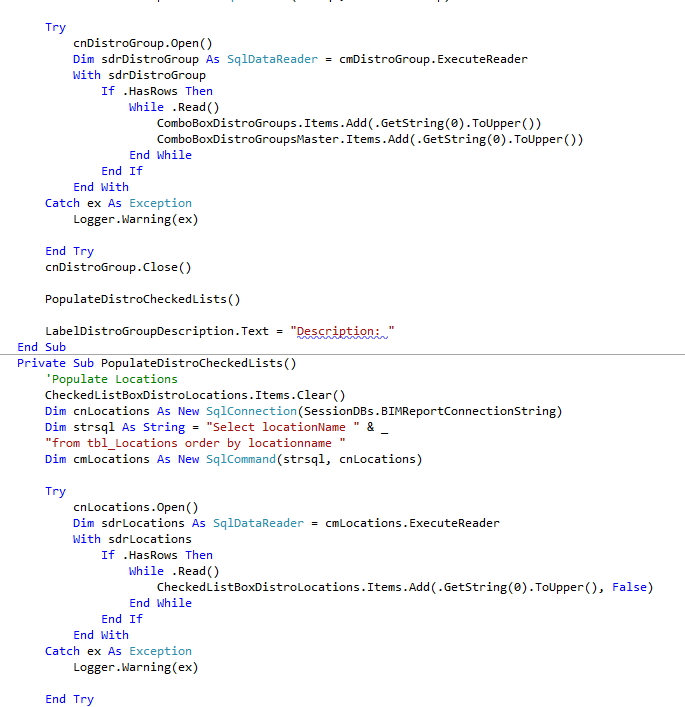 Try
cnDistroGroup.Open()
Dim sdrDistroGroup As SqlDataReader = cmDistroGroup.ExecuteReader
With sdrDistroGroup
If .HasRows Then
While .Read()
ComboBoxDistroGroups.Items.Add(.GetString(0).ToUpper())
ComboBoxDistroGroupsMaster.Items.Add(.GetString(0).ToUpper())
End While
End If
End With
Catch ex As Exception
Logger.Warning(ex)
End Try
cnDistroGroup.Close()
PopulateDistroCheckedLists()
LabelDistroGroupDescription.Text = "Description: "
End Sub
Private Sub PopulateDistroCheckedLists()
'Populate Locations
CheckedListBoxDistroLocations.Items.Clear()
Dim cnLocations As New SqlConnection(SessionDBs.BIMReportConnectionString)
Dim strsql As String = "Select locationName " & _
"from tbl_Locations order by locationname "
Dim cmLocations As New SqlCommand(strsql, cnLocations)
Try
cnLocations.Open()
Dim sdrLocations As SqlDataReader = cmLocations.ExecuteReader
With sdrLocations
If .HasRows Then
While .Read()
CheckedListBoxDistroLocations.Items.Add(.GetString(0).ToUpper(), False)
End While
End If
End With
Catch ex As Exception
Logger.Warning(ex)
End Try